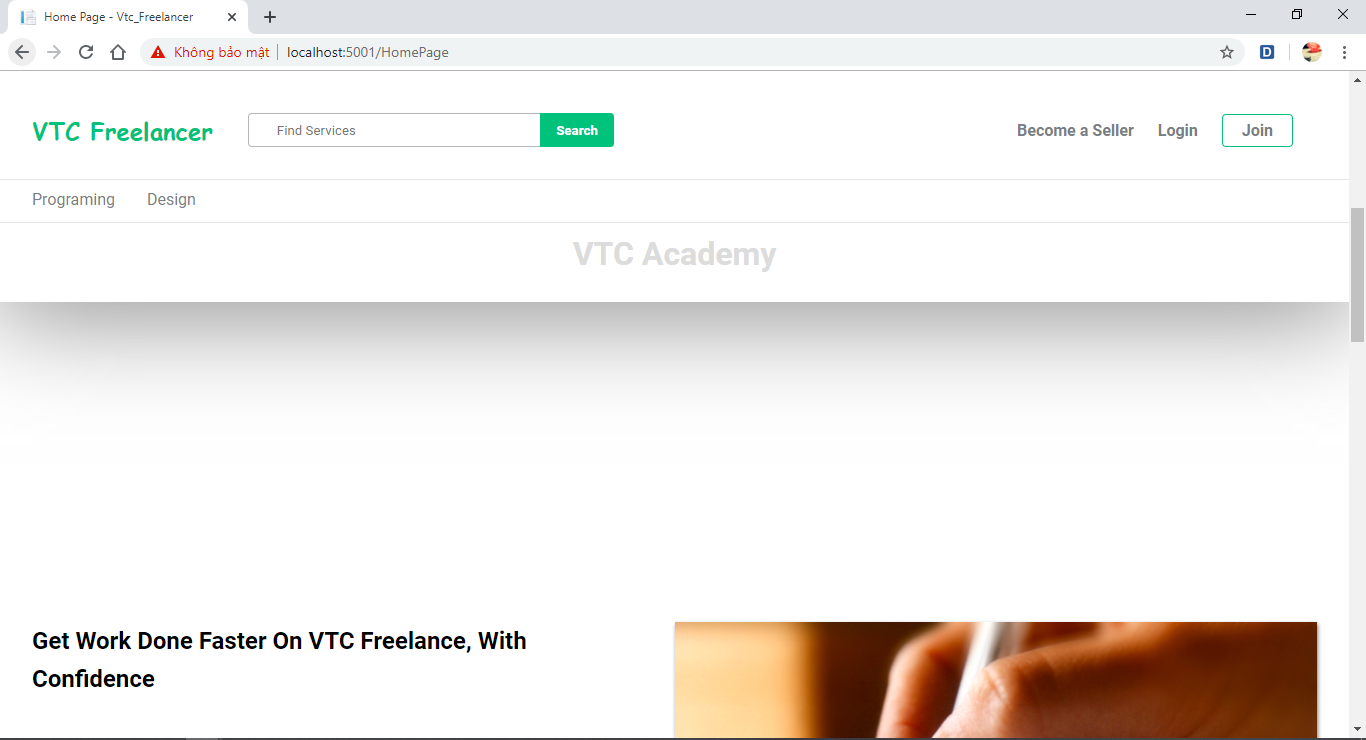 Home Page - Vtc_Freelancer
Không bảo mật localhost:5001/HomePage
D
VTC Freelancer
Find Services
Search
Become a Seller
Login
Join
Programing
Design
VTC Academy
Get Work Done Faster On VTC Freelance, With
Confidence